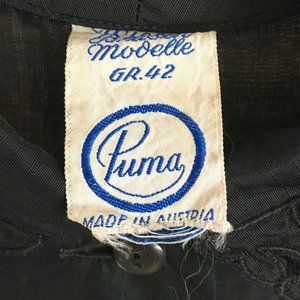 Modelle
GR. 42
Puma
MADE IN AUSTRIA